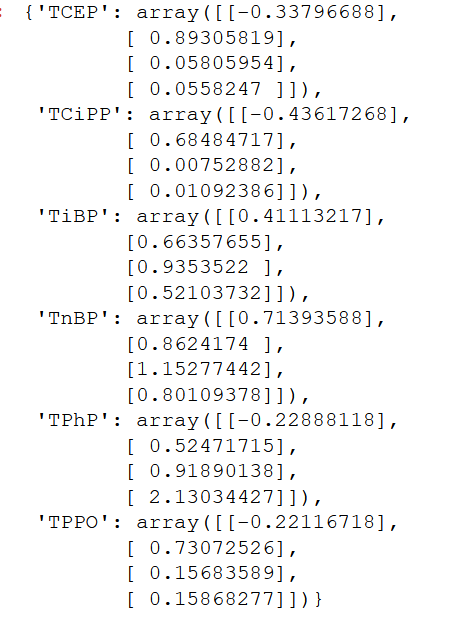 : {'TCEP': array([[-0.33796688],
[ 0.89305819],
[ 0.05805954],
[ 0.0558247 ]]),
'TCiPP': array([[-0.43617268],
[ 0.68484717],
[ 0.00752882],
[ 0.01092386]]),
'TiBP': array([[0.41113217],
[0.66357655],
[0.9353522 ],
[0.52103732]]),
'TnBP': array([[0.71393588],
[0.8624174 ],
[1.15277442],
[0.80109378]]),
'TPhP': array([[-0.22888118],
[ 0.52471715],
[ 0.91890138],
[ 2.13034427]]),
'TPPO': array([[-0.22116718],
[ 0.73072526],
[ 0.15683589],
[ 0.15868277]])}